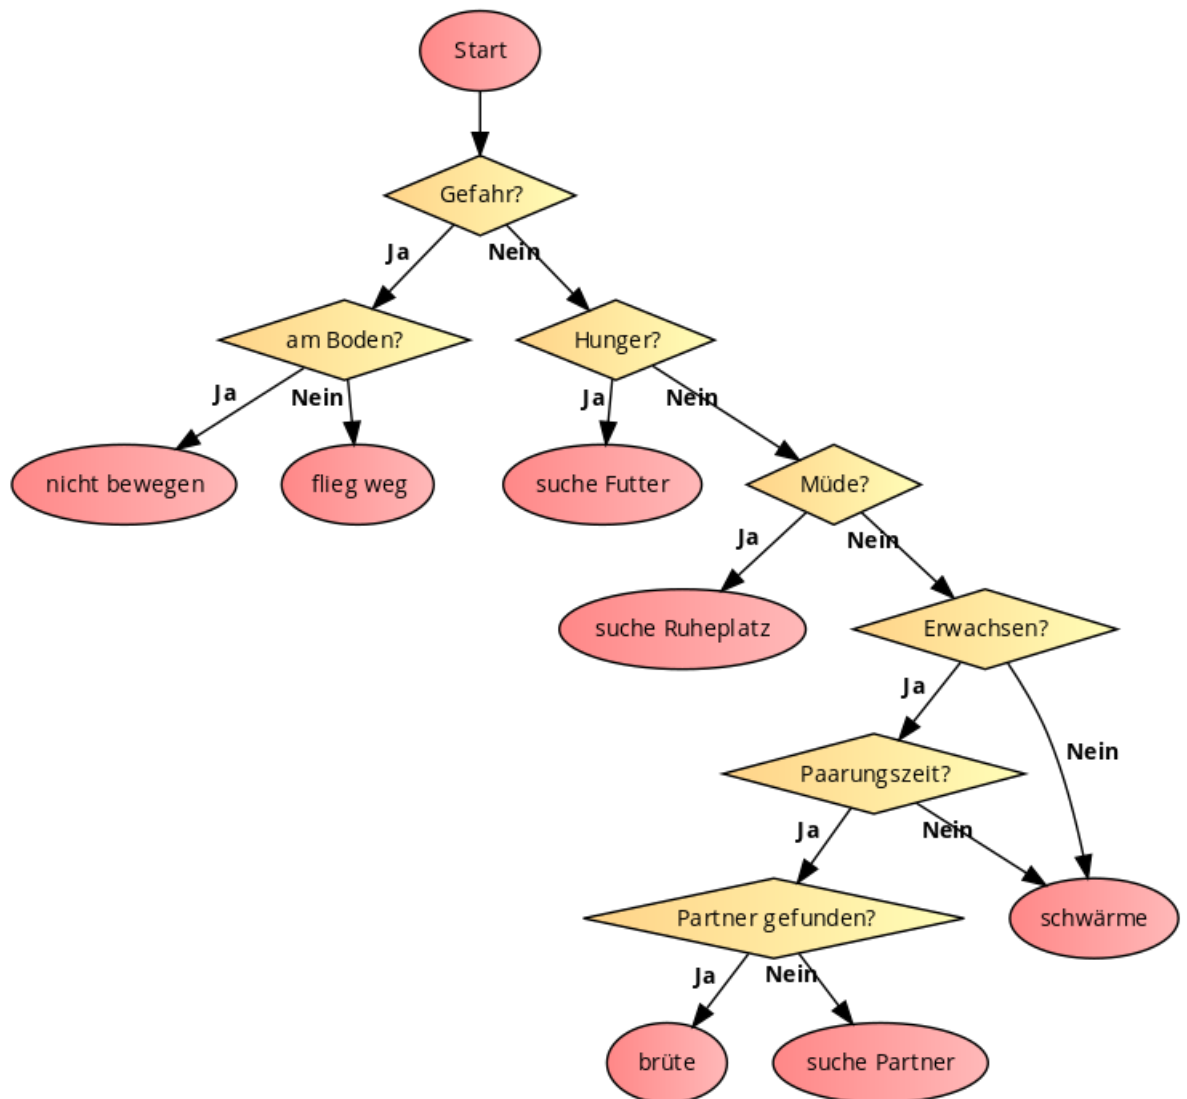 Start
Gefahr?
Ja
Nein
am Boden?
Hunger?
Ja
Nein
Ja
Nein
nicht bewegen
flieg weg
suche Futter
Müde?
Ja
Nein
suche Ruheplatz
Erwachsen?
Ja
Nein
Paarungszeit?
Ja
Nein
Partner gefunden?
schwärme
Ja
Nein
brüte
suche Partner